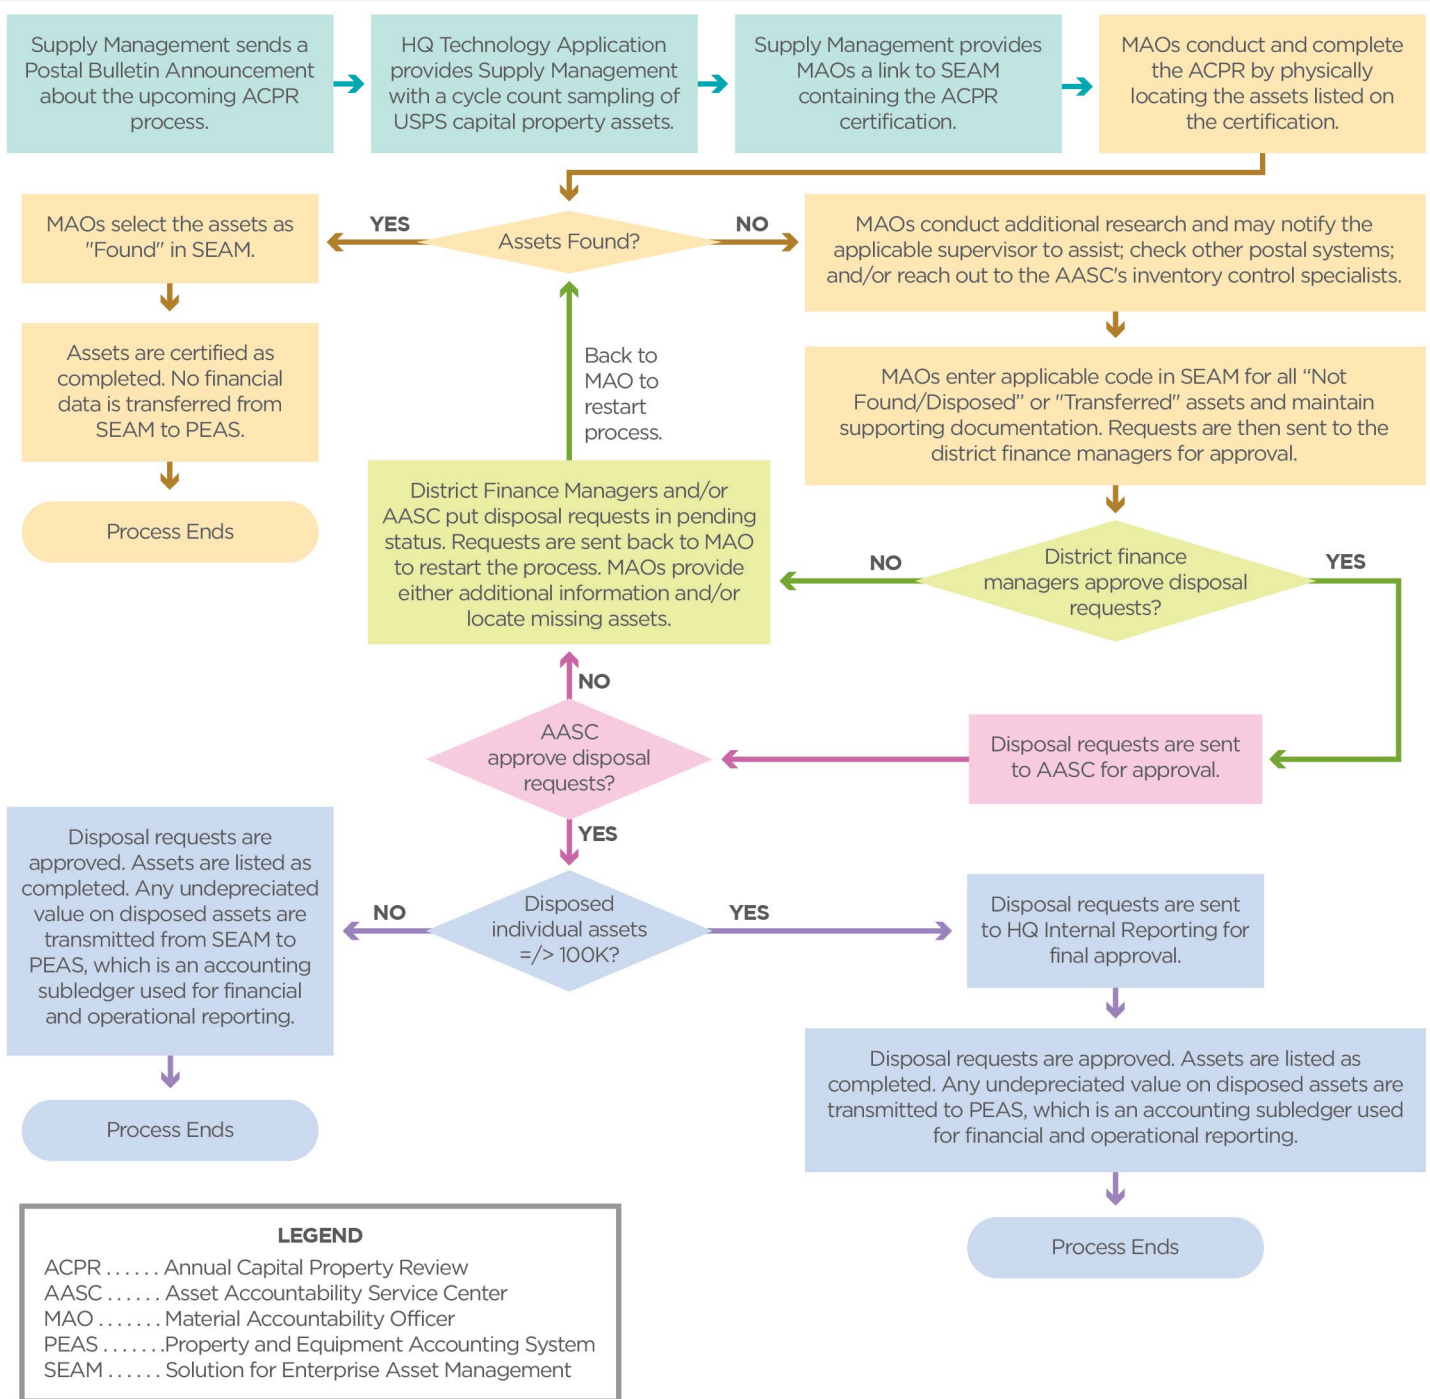 Supply Management sends a
Postal Bulletin Announcement
about the upcoming ACPR
process.
HQ Technology Application
provides Supply Management
with a cycle count sampling of
USPS capital property assets.
Supply Management provides
MAOs a link to SEAM
containing the ACPR
certification.
MAOs conduct and complete
the ACPR by physically
locating the assets listed on
the certification.
MAOs select the assets as
"Found" in SEAM.
YES
Assets Found?
NO
MAOs conduct additional research and may notify the
applicable supervisor to assist; check other postal systems;
and/or reach out to the AASC's inventory control specialists.
Assets are certified as
completed. No financial
data is transferred from
SEAM to PEAS.
Back to
MAO to
restart
process.
MAOs enter applicable code in SEAM for all “Not
Found/Disposed” or "Transferred" assets and maintain
supporting documentation. Requests are then sent to the
district finance managers for approval.
Process Ends
District Finance Managers and/or
AASC put disposal requests in pending
status. Requests are sent back to MAO
to restart the process. MAOs provide
either additional information and/or
locate missing assets.
NO
District finance
managers approve disposal
requests?
YES
NO
AASC
approve disposal
requests?
Disposal requests are sent
to AASC for approval.
YES
Disposal requests are
approved. Assets are listed as
completed. Any undepreciated
value on disposed assets are
transmitted from SEAM to
PEAS, which is an accounting
subledger used for financial
and operational reporting.
NO
Disposed
individual assets
=/> 100K?
YES
Disposal requests are sent
to HQ Internal Reporting for
final approval.
Disposal requests are approved. Assets are listed as
completed. Any undepreciated value on disposed assets are
transmitted to PEAS, which is an accounting subledger used
for financial and operational reporting.
Process Ends
Process Ends
LEGEND
ACPR ...... Annual Capital Property Review
AASC ...... Asset Accountability Service Center
MAO ....... Material Accountability Officer
PEAS .......Property and Equipment Accounting System
SEAM ...... Solution for Enterprise Asset Management